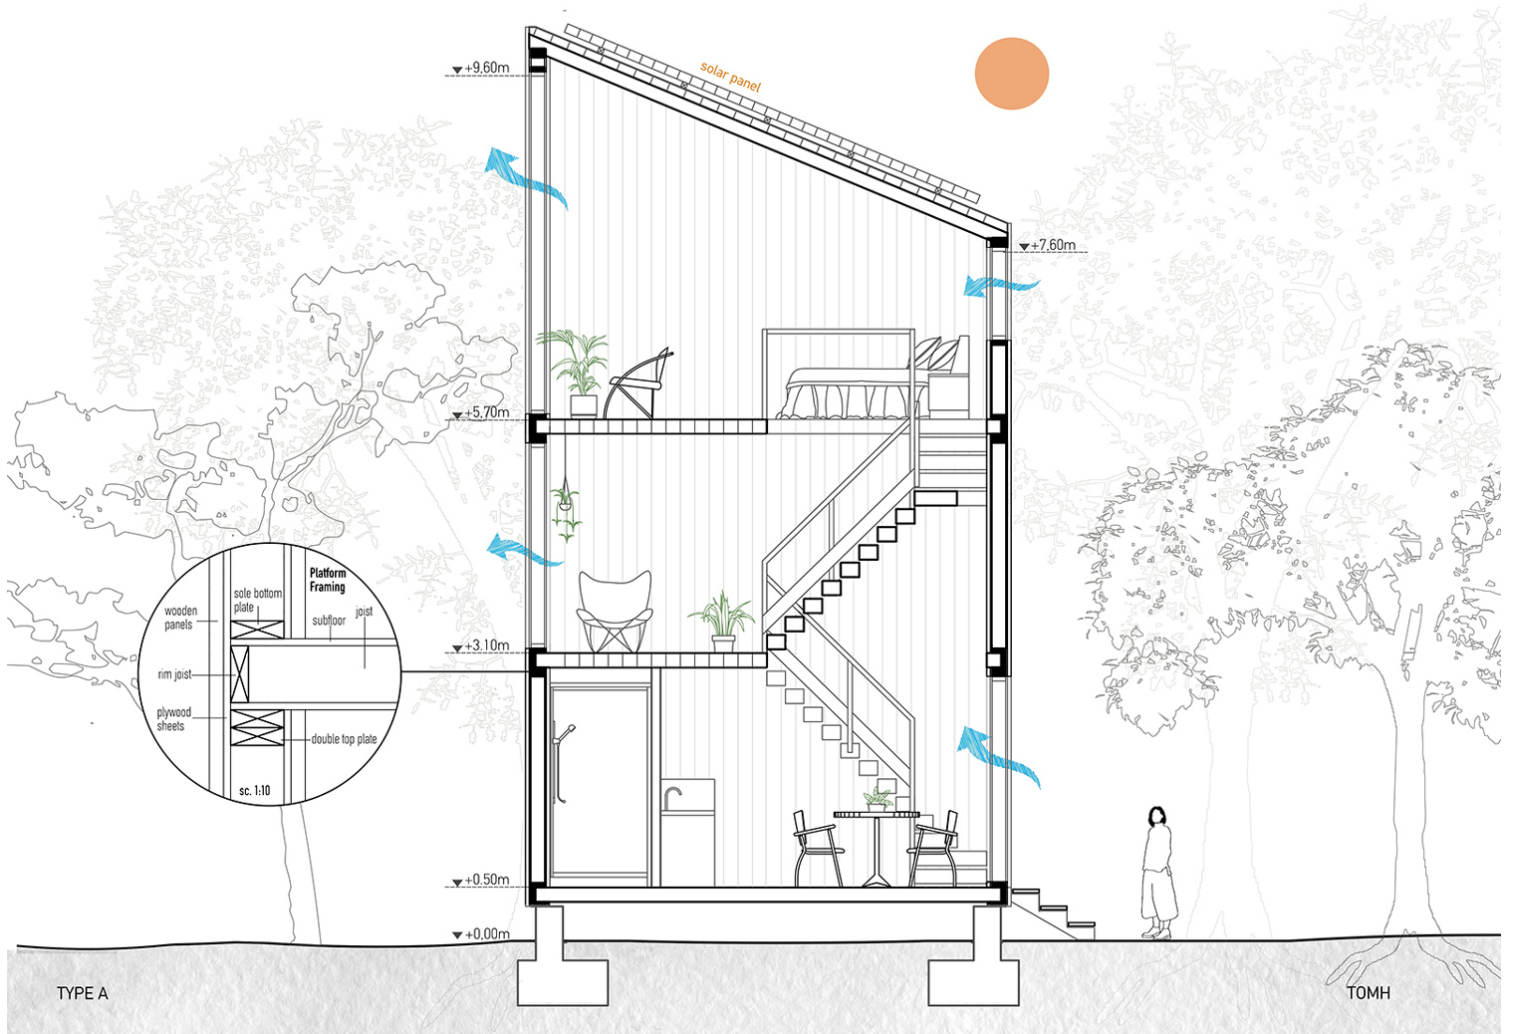 solar panel
+9,60m
+7,60m
+5,70m
Platform
Framing
sole bottom
plate
wooden
panels
subfloor
joist
+3.10m
rim joist
plywood
sheets
double top plate
sc. 1:10
+0.50m
+0,00m
TYPE A
TOMH